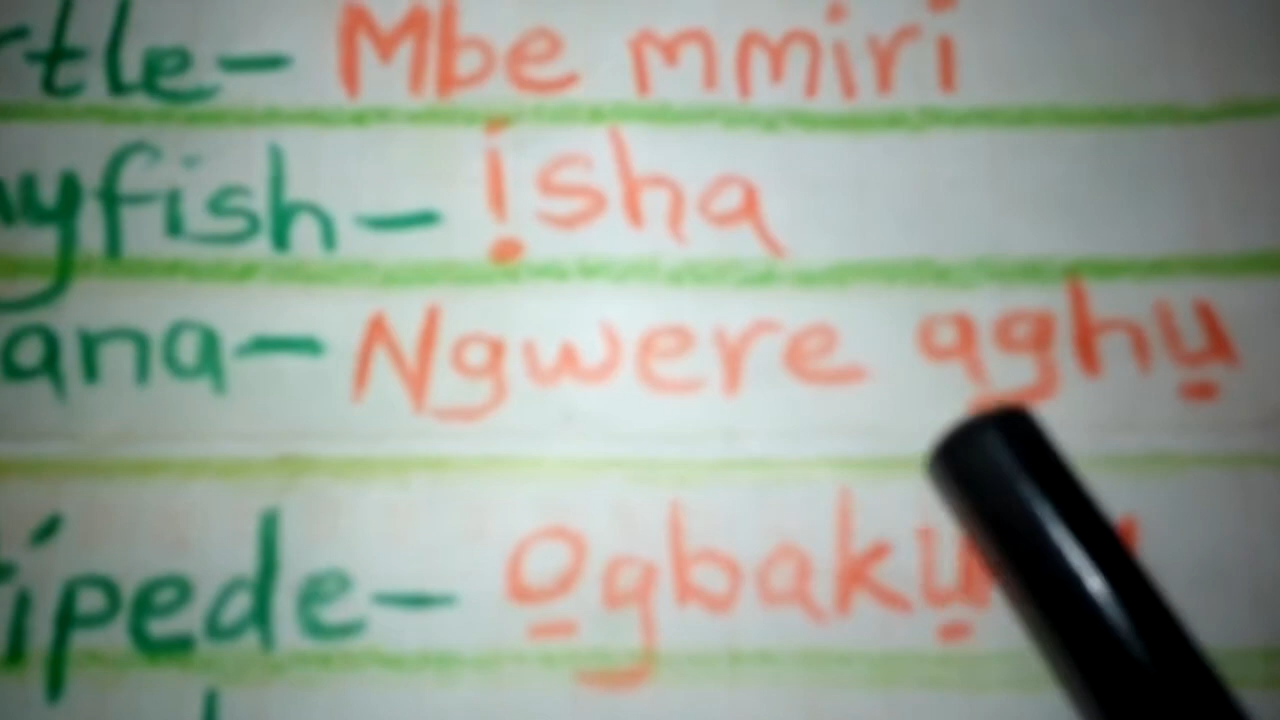 rtle- Mbe mmiri
yfish- ịsha
ana- Ngwere aghụ
ipede- ọgbakụ